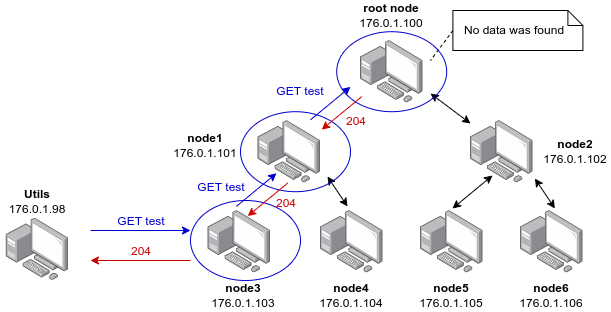 root node
176.0.1.100
No data was found
GET test
204
node1
176.0.1.101
node2
176.0.1.102
GET test
204
Utils
176.0.1.98
GET test
204
node3
176.0.1.103
node4
176.0.1.104
node5
176.0.1.105
node6
176.0.1.106